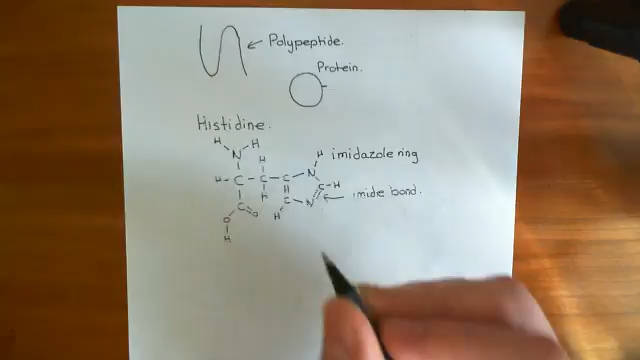 Polypeptide.
Protein.
Histidine.
H H
N
H H
H C C C N imidazole ring
C H
H C N imide bond.
C H
O O
H